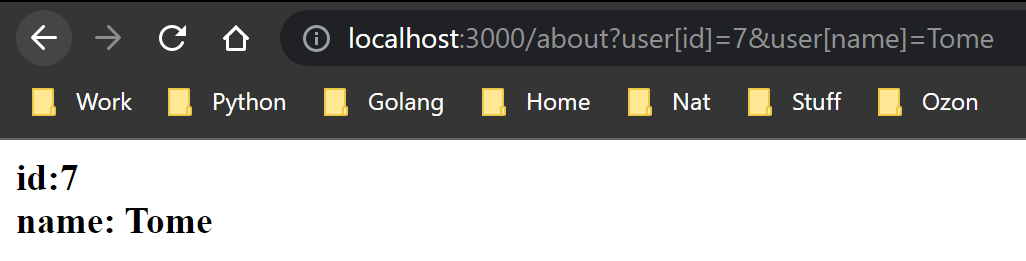 localhost:3000/about?user[id]=7&user[name]=Tome
Work Python Golang Home Nat Stuff Ozon
id:7
name: Tome